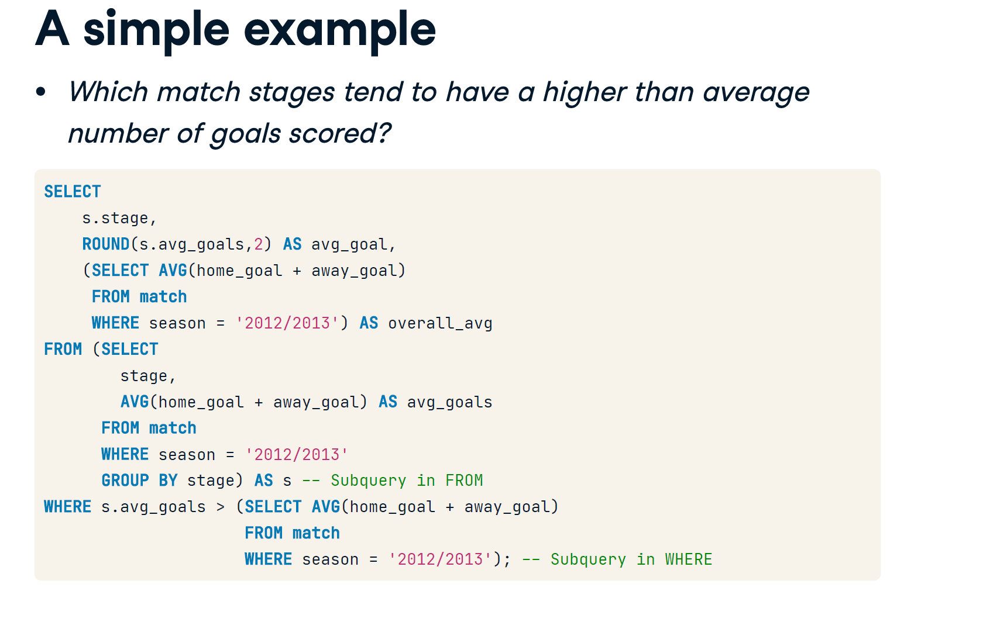 A simple example
• Which match stages tend to have a higher than average
number of goals scored?
SELECT
    s.stage,
    ROUND(s.avg_goals,2) AS avg_goal,
    (SELECT AVG(home_goal + away_goal)
     FROM match
     WHERE season = '2012/2013') AS overall_avg
FROM (SELECT
        stage,
        AVG(home_goal + away_goal) AS avg_goals
      FROM match
      WHERE season = '2012/2013'
      GROUP BY stage) AS s -- Subquery in FROM
WHERE s.avg_goals > (SELECT AVG(home_goal + away_goal)
                     FROM match
                     WHERE season = '2012/2013'); -- Subquery in WHERE